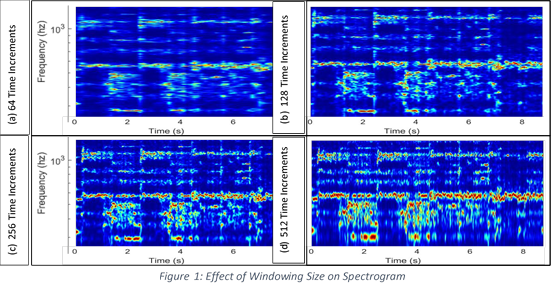 (a) 64 Time Increments
Frequency (hz)
10³
0 2 4 6
Time (s)
(b) 128 Time Increments
0 2 4 6 8
Time (s)
(c) 256 Time Increments
Frequency (hz)
10³
0 2 4 6
Time (s)
(d) 512 Time Increments
0 2 4 6 8
Time (s)
Figure 1: Effect of Windowing Size on Spectrogram